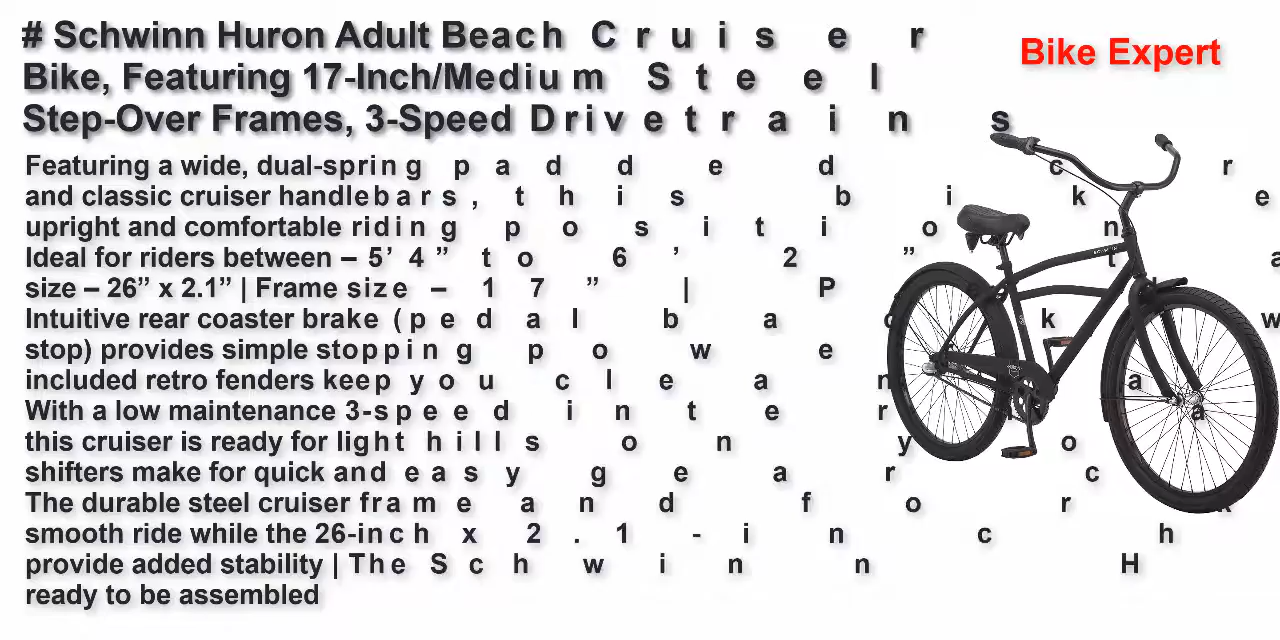 # Schwinn Huron Adult Beach Cruiser
Bike, Featuring 17-Inch/Medium Steel
Step-Over Frames, 3-Speed Drivetrains
Bike Expert
Featuring a wide, dual-spring padded
and classic cruiser handlebars, this bike
upright and comfortable riding position
Ideal for riders between – 5’ 4” to 6’ 2”
size – 26” x 2.1” | Frame size – 17” |
Intuitive rear coaster brake (pedal backw
stop) provides simple stopping power
included retro fenders keep you clean
With a low maintenance 3-speed inter
this cruiser is ready for light hills on yo
shifters make for quick and easy gear c
The durable steel cruiser frame and fork
smooth ride while the 26-inch x 2.1-inch
provide added stability | The Schwinn H
ready to be assembled